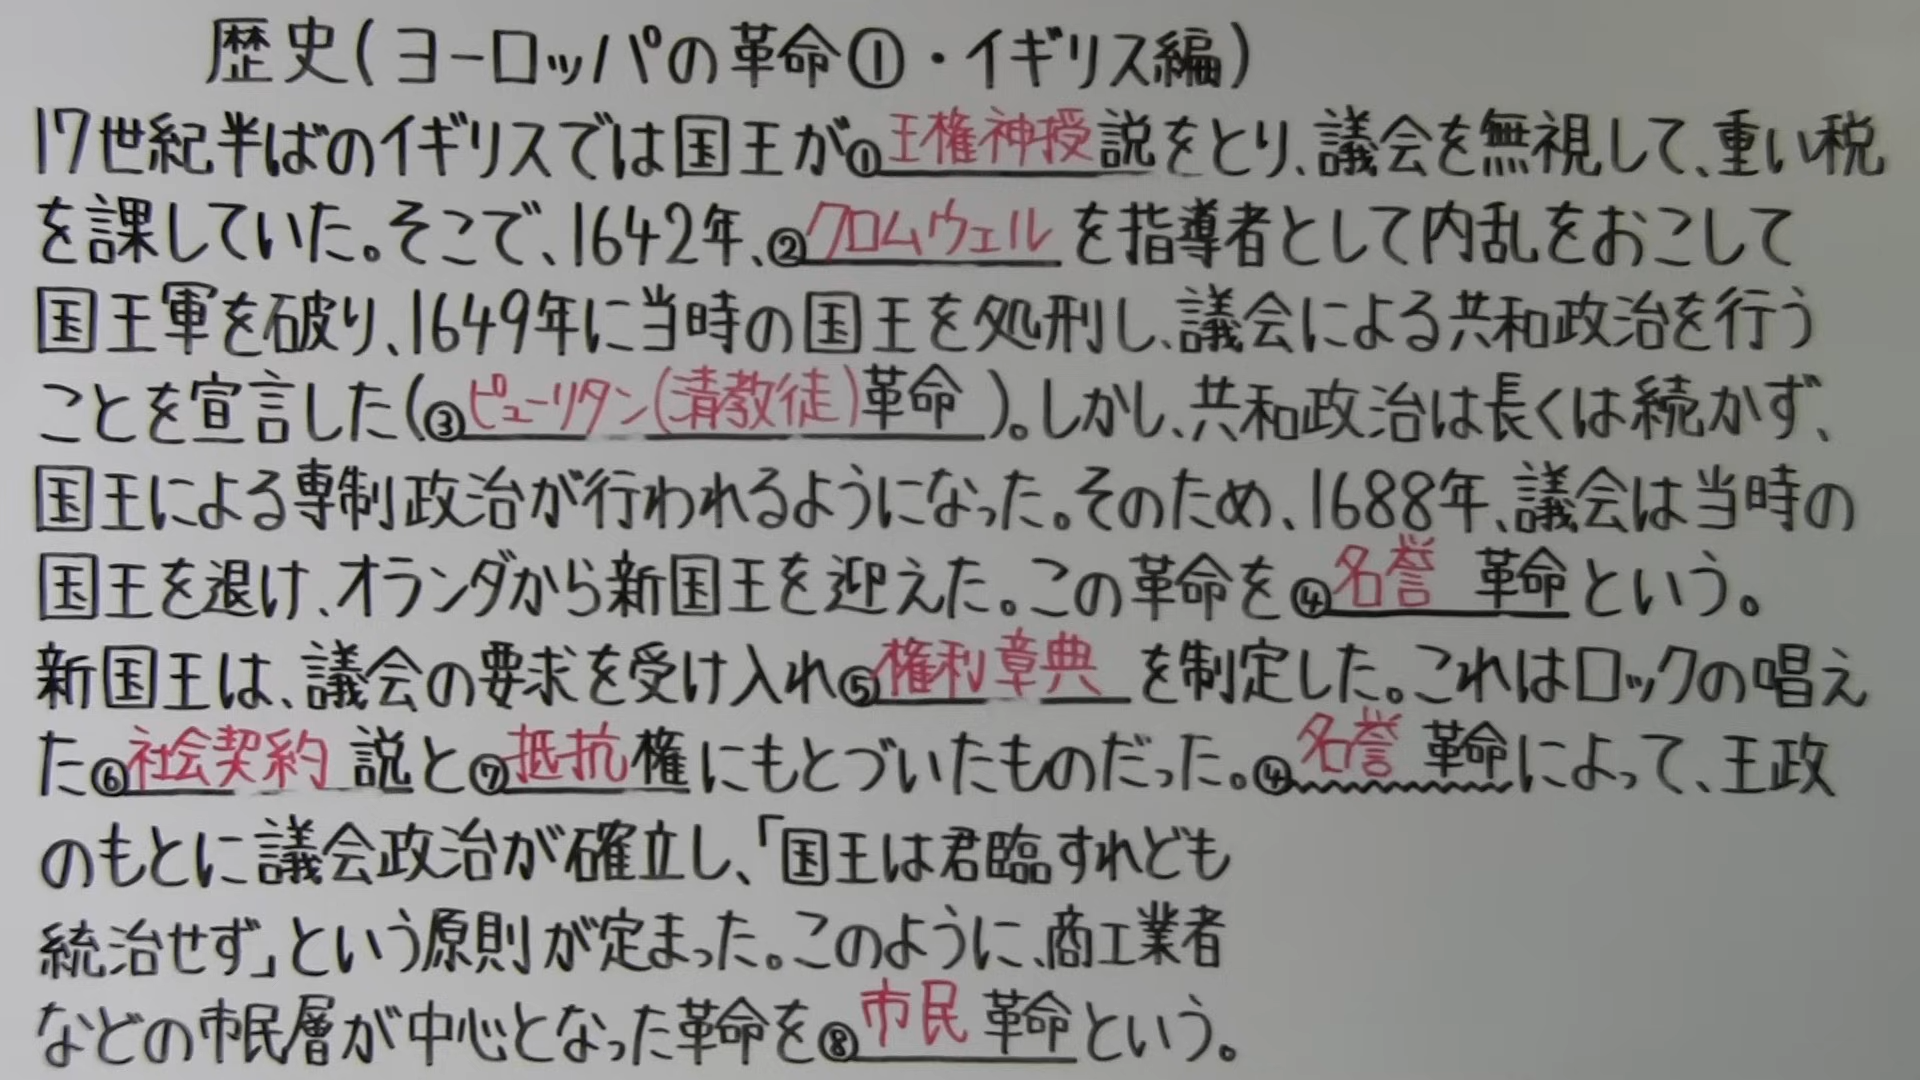 歴史(ヨーロッパの革命①・イギリス編)
17世紀半ばのイギリスでは国王が①王権神授説をとり、議会を無視して、重い税
を課していた。そこで、1642年、②クロムウェルを指導者として内乱をおこして
国王軍を破り、1649年に当時の国王を処刑し、議会による共和政治を行う
ことを宣言した(③ピューリタン(清教徒)革命)。しかし、共和政治は長くは続かず、
国王による専制政治が行われるようになった。そのため、1688年、議会は当時の
国王を退け、オランダから新国王を迎えた。この革命を④名誉革命という。
新国王は、議会の要求を受け入れ⑤権利章典を制定した。これはロックの唱え
た⑥社会契約説と⑦抵抗権にもとづいたものだった。④名誉革命によって、王政
のもとに議会政治が確立し、「国王は君臨すれども
統治せず」という原則が定まった。このように、商工業者
などの市民層が中心となった革命を⑧市民革命という。